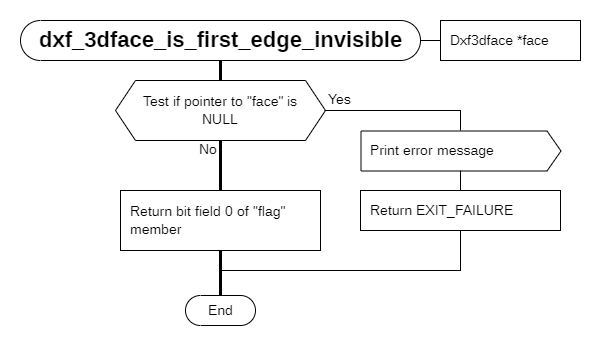 dxf_3dface_is_first_edge_invisible
Dxf3dface *face
Test if pointer to "face" is
NULL
Yes
No
Print error message
Return bit field 0 of "flag"
member
Return EXIT_FAILURE
End